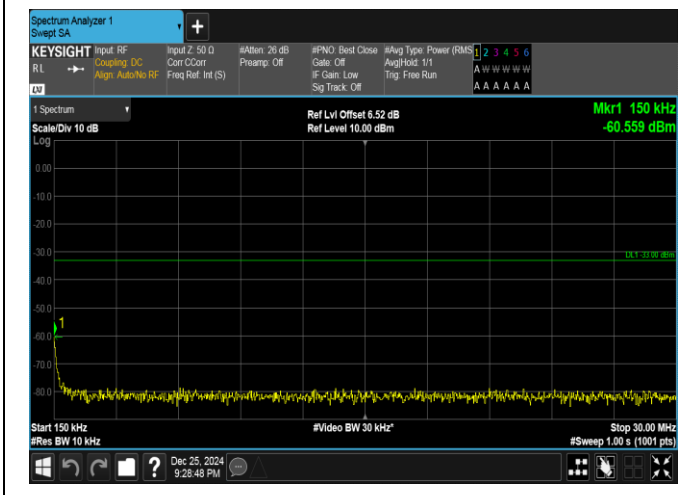 Spectrum Analyzer 1
Swept SA
+
KEYSIGHT
RL
LXI
Input: RF
Coupling: DC
Align: Auto/No RF
Input Z: 50 Ω
Corr CCorr
Freq Ref: Int (S)
#Atten: 26 dB
Preamp: Off
#PNO: Best Close
Gate: Off
IF Gain: Low
Sig Track: Off
#Avg Type: Power (RMS
Avg|Hold: 1/1
Trig: Free Run
1 2 3 4 5 6
A W W W W W
A A A A A A
1 Spectrum
Scale/Div 10 dB
Log
Ref Lvl Offset 6.52 dB
Ref Level 10.00 dBm
Mkr1 150 kHz
-60.559 dBm
0.00
-10.0
-20.0
-30.0
DL1 -33.00 dBm
-40.0
-50.0
1
-60.0
-70.0
-80.0
Start 150 kHz
#Video BW 30 kHz*
Stop 30.00 MHz
#Res BW 10 kHz
#Sweep 1.00 s (1001 pts)
?
Dec 25, 2024
9:28:48 PM